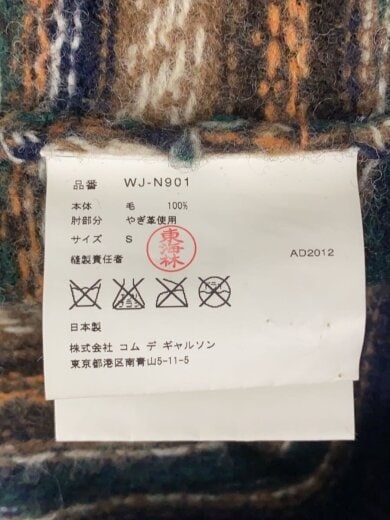 品番 WJ-N901
本体 毛 100%
肘部分 やぎ革使用
サイズ S
縫製責任者
東海林
AD2012
日本製
株式会社 コム デ ギャルソン
東京都港区南青山5-11-5